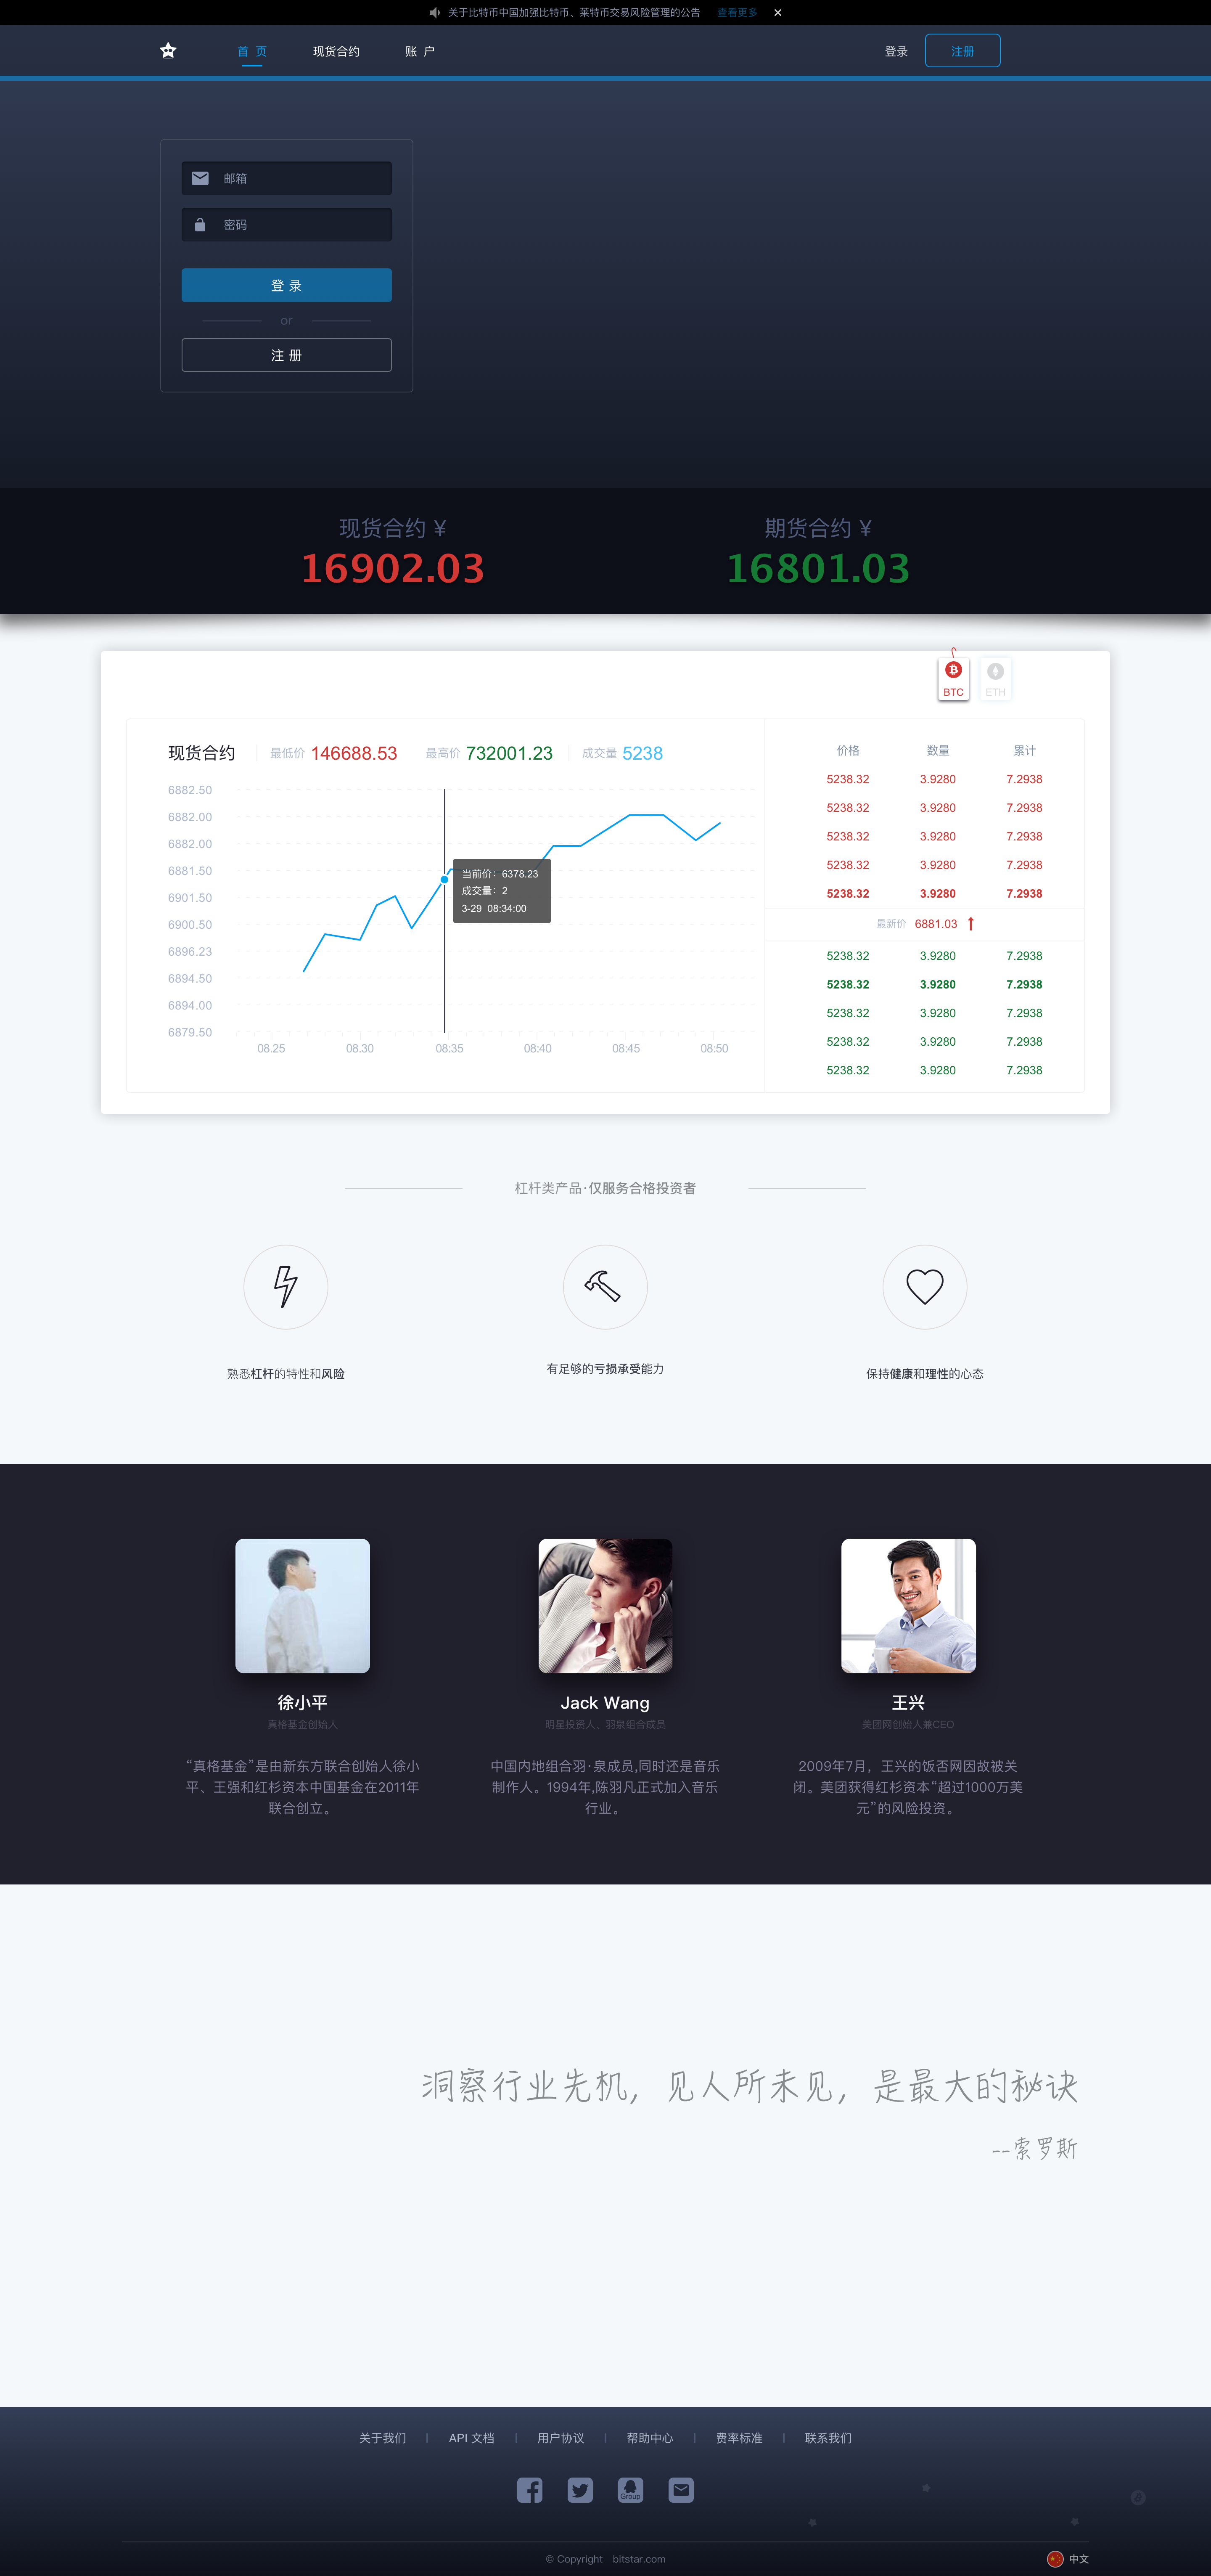 关于比特币中国加强比特币、莱特币交易风险管理的公告 查看更多
首 页 现货合约 账 户 登录 注册
邮箱
密码
登 录
or
注 册
现货合约 ¥ 期货合约 ¥
16902.03 16801.03
BTC ETH
现货合约 最低价 146688.53 最高价 732001.23 成交量 5238
6882.50
6882.00
6882.00
6881.50
6901.50
6900.50
6896.23
6894.50
6894.00
6879.50
08.25 08.30 08:35 08:40 08:45 08:50
当前价：6378.23
成交量：2
3-29 08:34:00
价格 数量 累计
5238.32 3.9280 7.2938
5238.32 3.9280 7.2938
5238.32 3.9280 7.2938
5238.32 3.9280 7.2938
5238.32 3.9280 7.2938
最新价 6881.03
5238.32 3.9280 7.2938
5238.32 3.9280 7.2938
5238.32 3.9280 7.2938
5238.32 3.9280 7.2938
5238.32 3.9280 7.2938
杠杆类产品·仅服务合格投资者
熟悉杠杆的特性和风险
有足够的亏损承受能力
保持健康和理性的心态
徐小平
真格基金创始人
“真格基金”是由新东方联合创始人徐小
平、王强和红杉资本中国基金在2011年
联合创立。
Jack Wang
明星投资人、羽泉组合成员
中国内地组合羽·泉成员,同时还是音乐
制作人。1994年,陈羽凡正式加入音乐
行业。
王兴
美团网创始人兼CEO
2009年7月，王兴的饭否网因故被关
闭。美团获得红杉资本“超过1000万美
元”的风险投资。
洞察行业先机，见人所未见，是最大的秘诀
--索罗斯
关于我们 | API 文档 | 用户协议 | 帮助中心 | 费率标准 | 联系我们
Group
© Copyright bitstar.com
中文